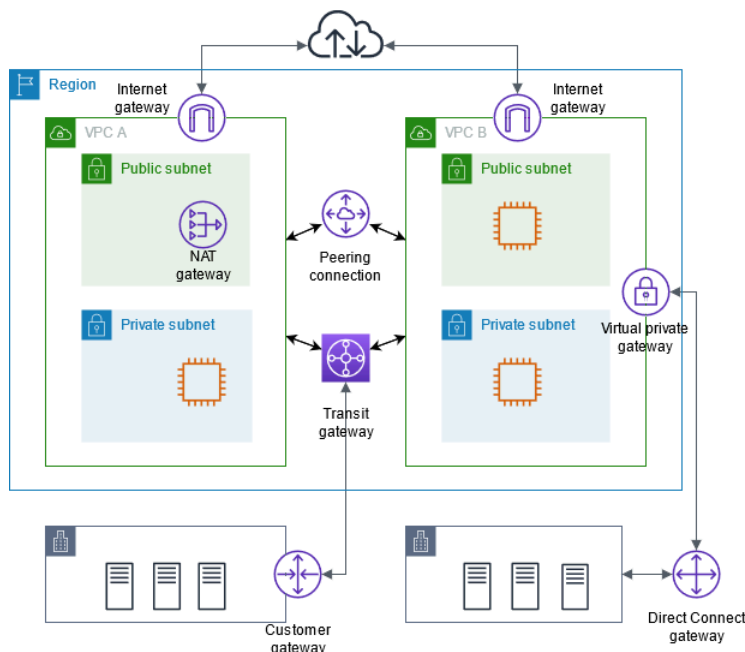 Region
Internet
gateway
Internet
gateway
VPC A
VPC B
Public subnet
Public subnet
NAT
gateway
Peering
connection
Private subnet
Private subnet
Virtual private
gateway
Transit
gateway
Customer
gateway
Direct Connect
gateway